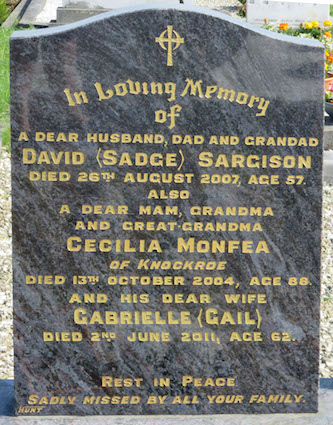 In Loving Memory
of
A DEAR HUSBAND, DAD AND GRANDAD
DAVID (SADGE) SARGISON
DIED 26TH AUGUST 2007, AGE 57.
ALSO
A DEAR MAM, GRANDMA
AND GREAT-GRANDMA
CECILIA MONFEA
OF KNOCKROE
DIED 13TH OCTOBER 2004, AGE 88.
AND HIS DEAR WIFE
GABRIELLE (GAIL)
DIED 2ND JUNE 2011, AGE 62.
REST IN PEACE
SADLY MISSED BY ALL YOUR FAMILY.
HUNT